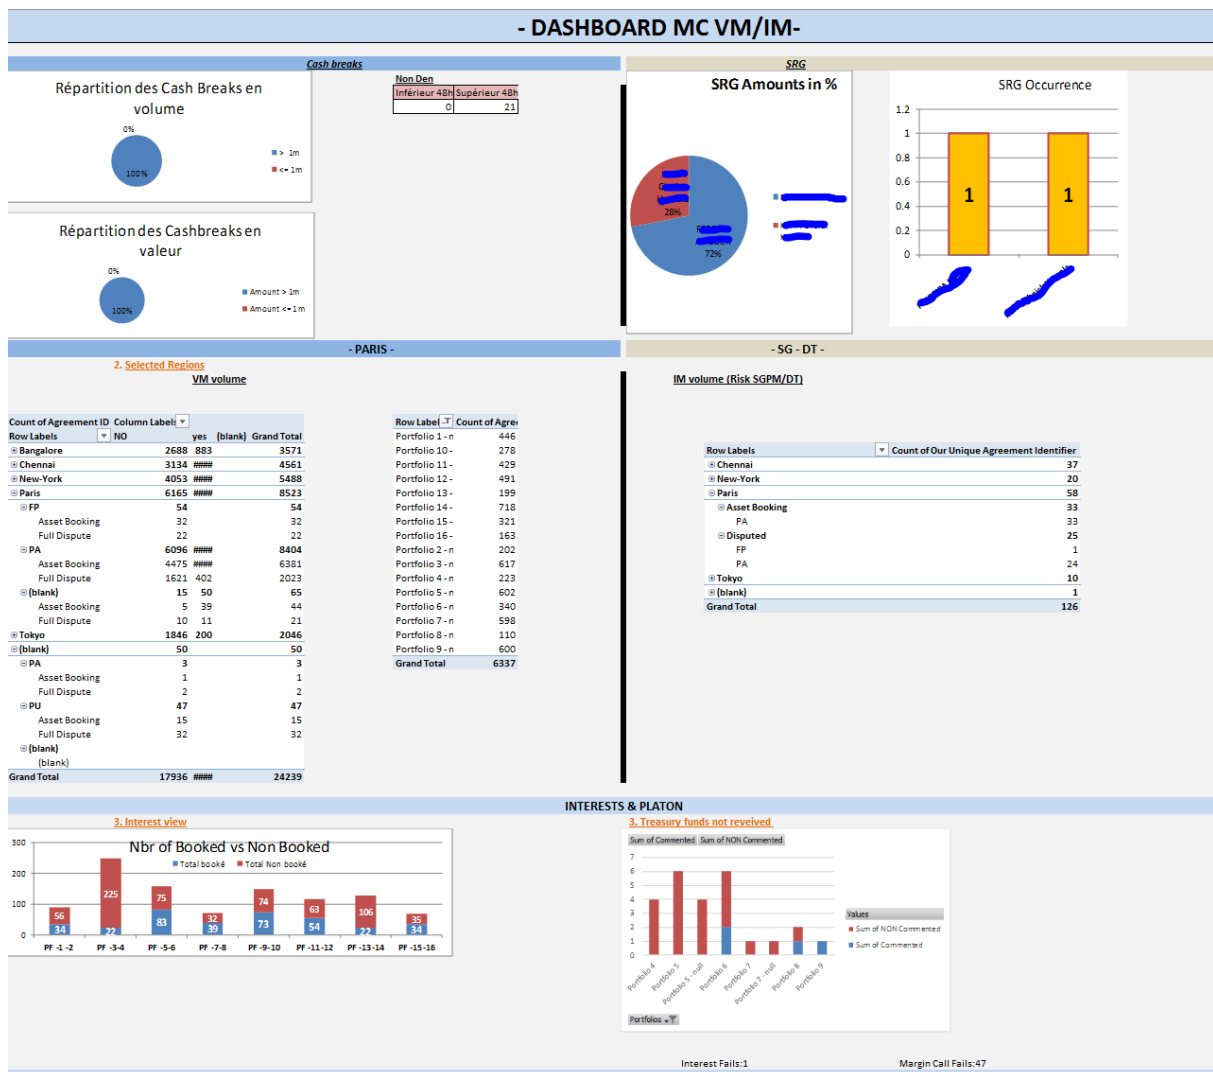 - DASHBOARD MC VM/IM-
Cash breaks
SRG
Répartition des Cash Breaks en
volume
0%
100%
> 1m
<= 1m
Non Den
Inférieur 48h Supérieur 48h
0 21
Répartition des Cashbreaks en
valeur
0%
100%
Amount > 1m
Amount <= 1m
SRG Amounts in %
28%
72%
SRG Occurrence
1.2
1
0.8
0.6
0.4
0.2
0
1 1
- PARIS -
- SG - DT -
2. Selected Regions
VM volume
Count of Agreement ID Column Labels
Row Labels NO yes (blank) Grand Total
Bangalore 2688 883 3571
Chennai 3134 #### 4561
New-York 4053 #### 5488
Paris 6165 #### 8523
FP 54 54
Asset Booking 32 32
Full Dispute 22 22
PA 6096 #### 8404
Asset Booking 4475 #### 6381
Full Dispute 1621 402 2023
(blank) 15 50 65
Asset Booking 5 39 44
Full Dispute 10 11 21
Tokyo 1846 200 2046
(blank) 50 50
PA 3 3
Asset Booking 1 1
Full Dispute 2 2
PU 47 47
Asset Booking 15 15
Full Dispute 32 32
(blank)
(blank)
Grand Total 17936 #### 24239
Row Label Count of Agree
Portfolio 1 - n 446
Portfolio 10 - 278
Portfolio 11 - 429
Portfolio 12 - 491
Portfolio 13 - 199
Portfolio 14 - 718
Portfolio 15 - 321
Portfolio 16 - 163
Portfolio 2 - n 202
Portfolio 3 - n 617
Portfolio 4 - n 223
Portfolio 5 - n 602
Portfolio 6 - n 340
Portfolio 7 - n 598
Portfolio 8 - n 110
Portfolio 9 - n 600
Grand Total 6337
IM volume (Risk SGPM/DT)
Row Labels Count of Our Unique Agreement Identifier
Chennai 37
New-York 20
Paris 58
Asset Booking 33
PA 33
Disputed 25
FP 1
PA 24
Tokyo 10
(blank) 1
Grand Total 126
INTERESTS & PLATON
3. Interest view
Nbr of Booked vs Non Booked
Total booké Total Non booké
300
200
100
0
56 225 75 32 74 63 106 35
34 22 83 39 73 54 22 34
PF -1 -2 PF -3-4 PF -5-6 PF -7-8 PF -9-10 PF -11-12 PF -13-14 PF -15-16
3. Treasury funds not reveived
Sum of Commented Sum of NON Commented
7
6
5
4
3
2
1
0
Values
Sum of NON Commented
Sum of Commented
Portfolio 4
Portfolio 5
Portfolio 5 - null
Portfolio 6
Portfolio 7
Portfolio 7 - null
Portfolio 8
Portfolio 9
Portfolios
Interest Fails:1 Margin Call Fails:47